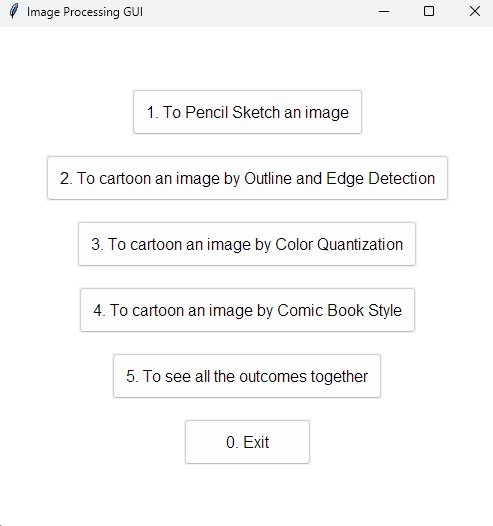 Image Processing GUI
1. To Pencil Sketch an image
2. To cartoon an image by Outline and Edge Detection
3. To cartoon an image by Color Quantization
4. To cartoon an image by Comic Book Style
5. To see all the outcomes together
0. Exit